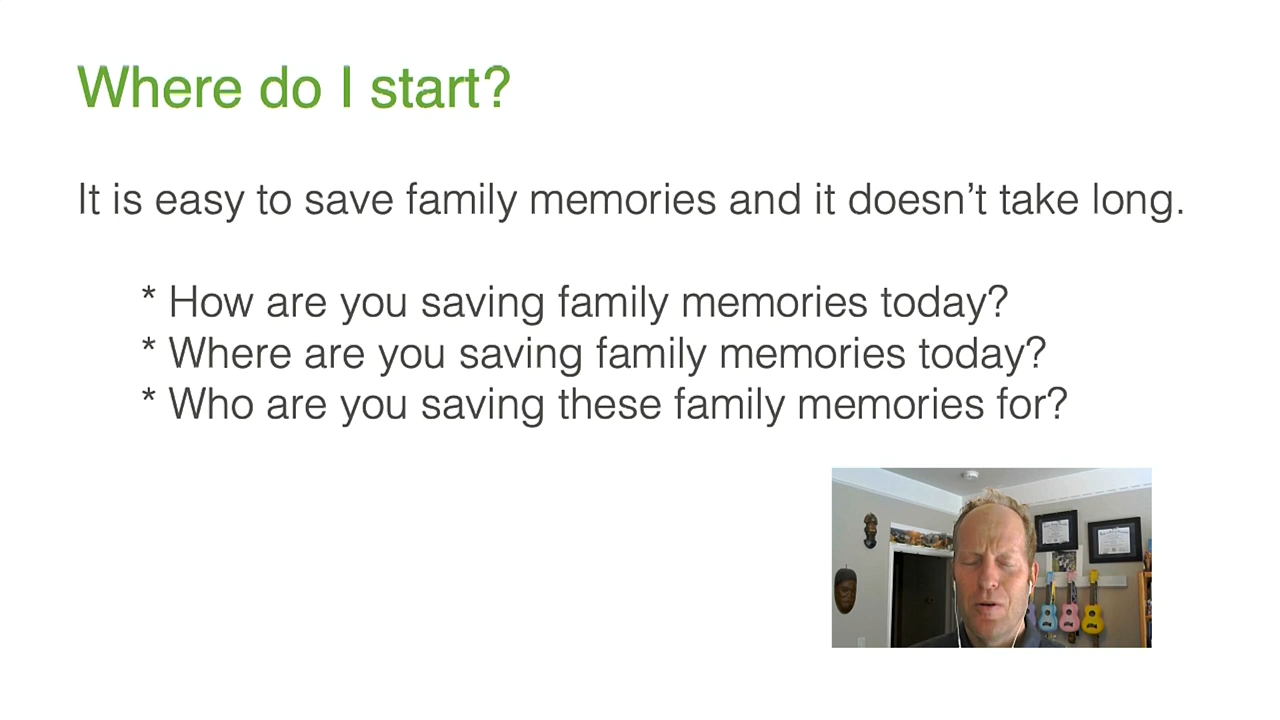 Where do I start?
It is easy to save family memories and it doesn’t take long.
* How are you saving family memories today?
* Where are you saving family memories today?
* Who are you saving these family memories for?